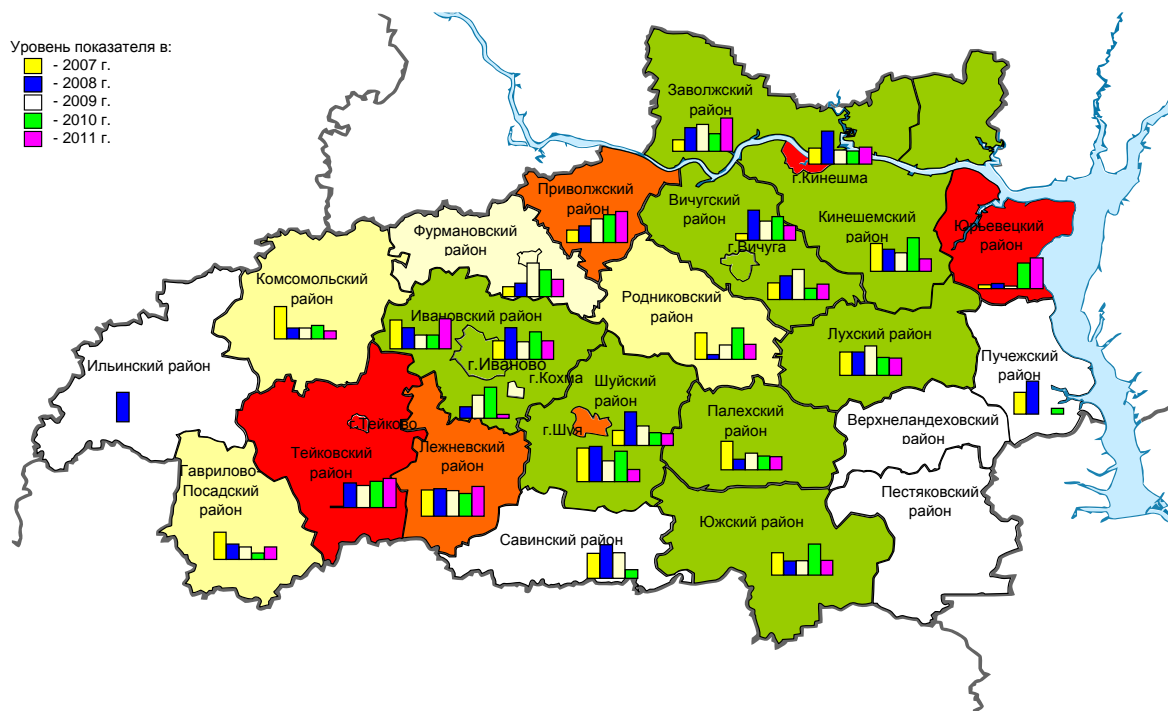 Уровень показателя в:
- 2007 г.
- 2008 г.
- 2009 г.
- 2010 г.
- 2011 г.
Заволжский
район
г.Кинешма
Приволжский
район
Вичугский
район
Кинешемский
район
Юрьевецкий
район
Фурмановский
район
г.Вичуга
Комсомольский
район
Родниковский
район
Ивановский район
Лухский район
Пучежский
район
Ильинский район
г.Иваново
г.Кохма
Шуйский
район
Палехский
район
Верхнеландеховский
район
г.Тейково
г.Шуя
Тейковский
район
Лежневский
район
Гаврилово-
Посадский
район
Пестяковский
район
Южский район
Савинский район